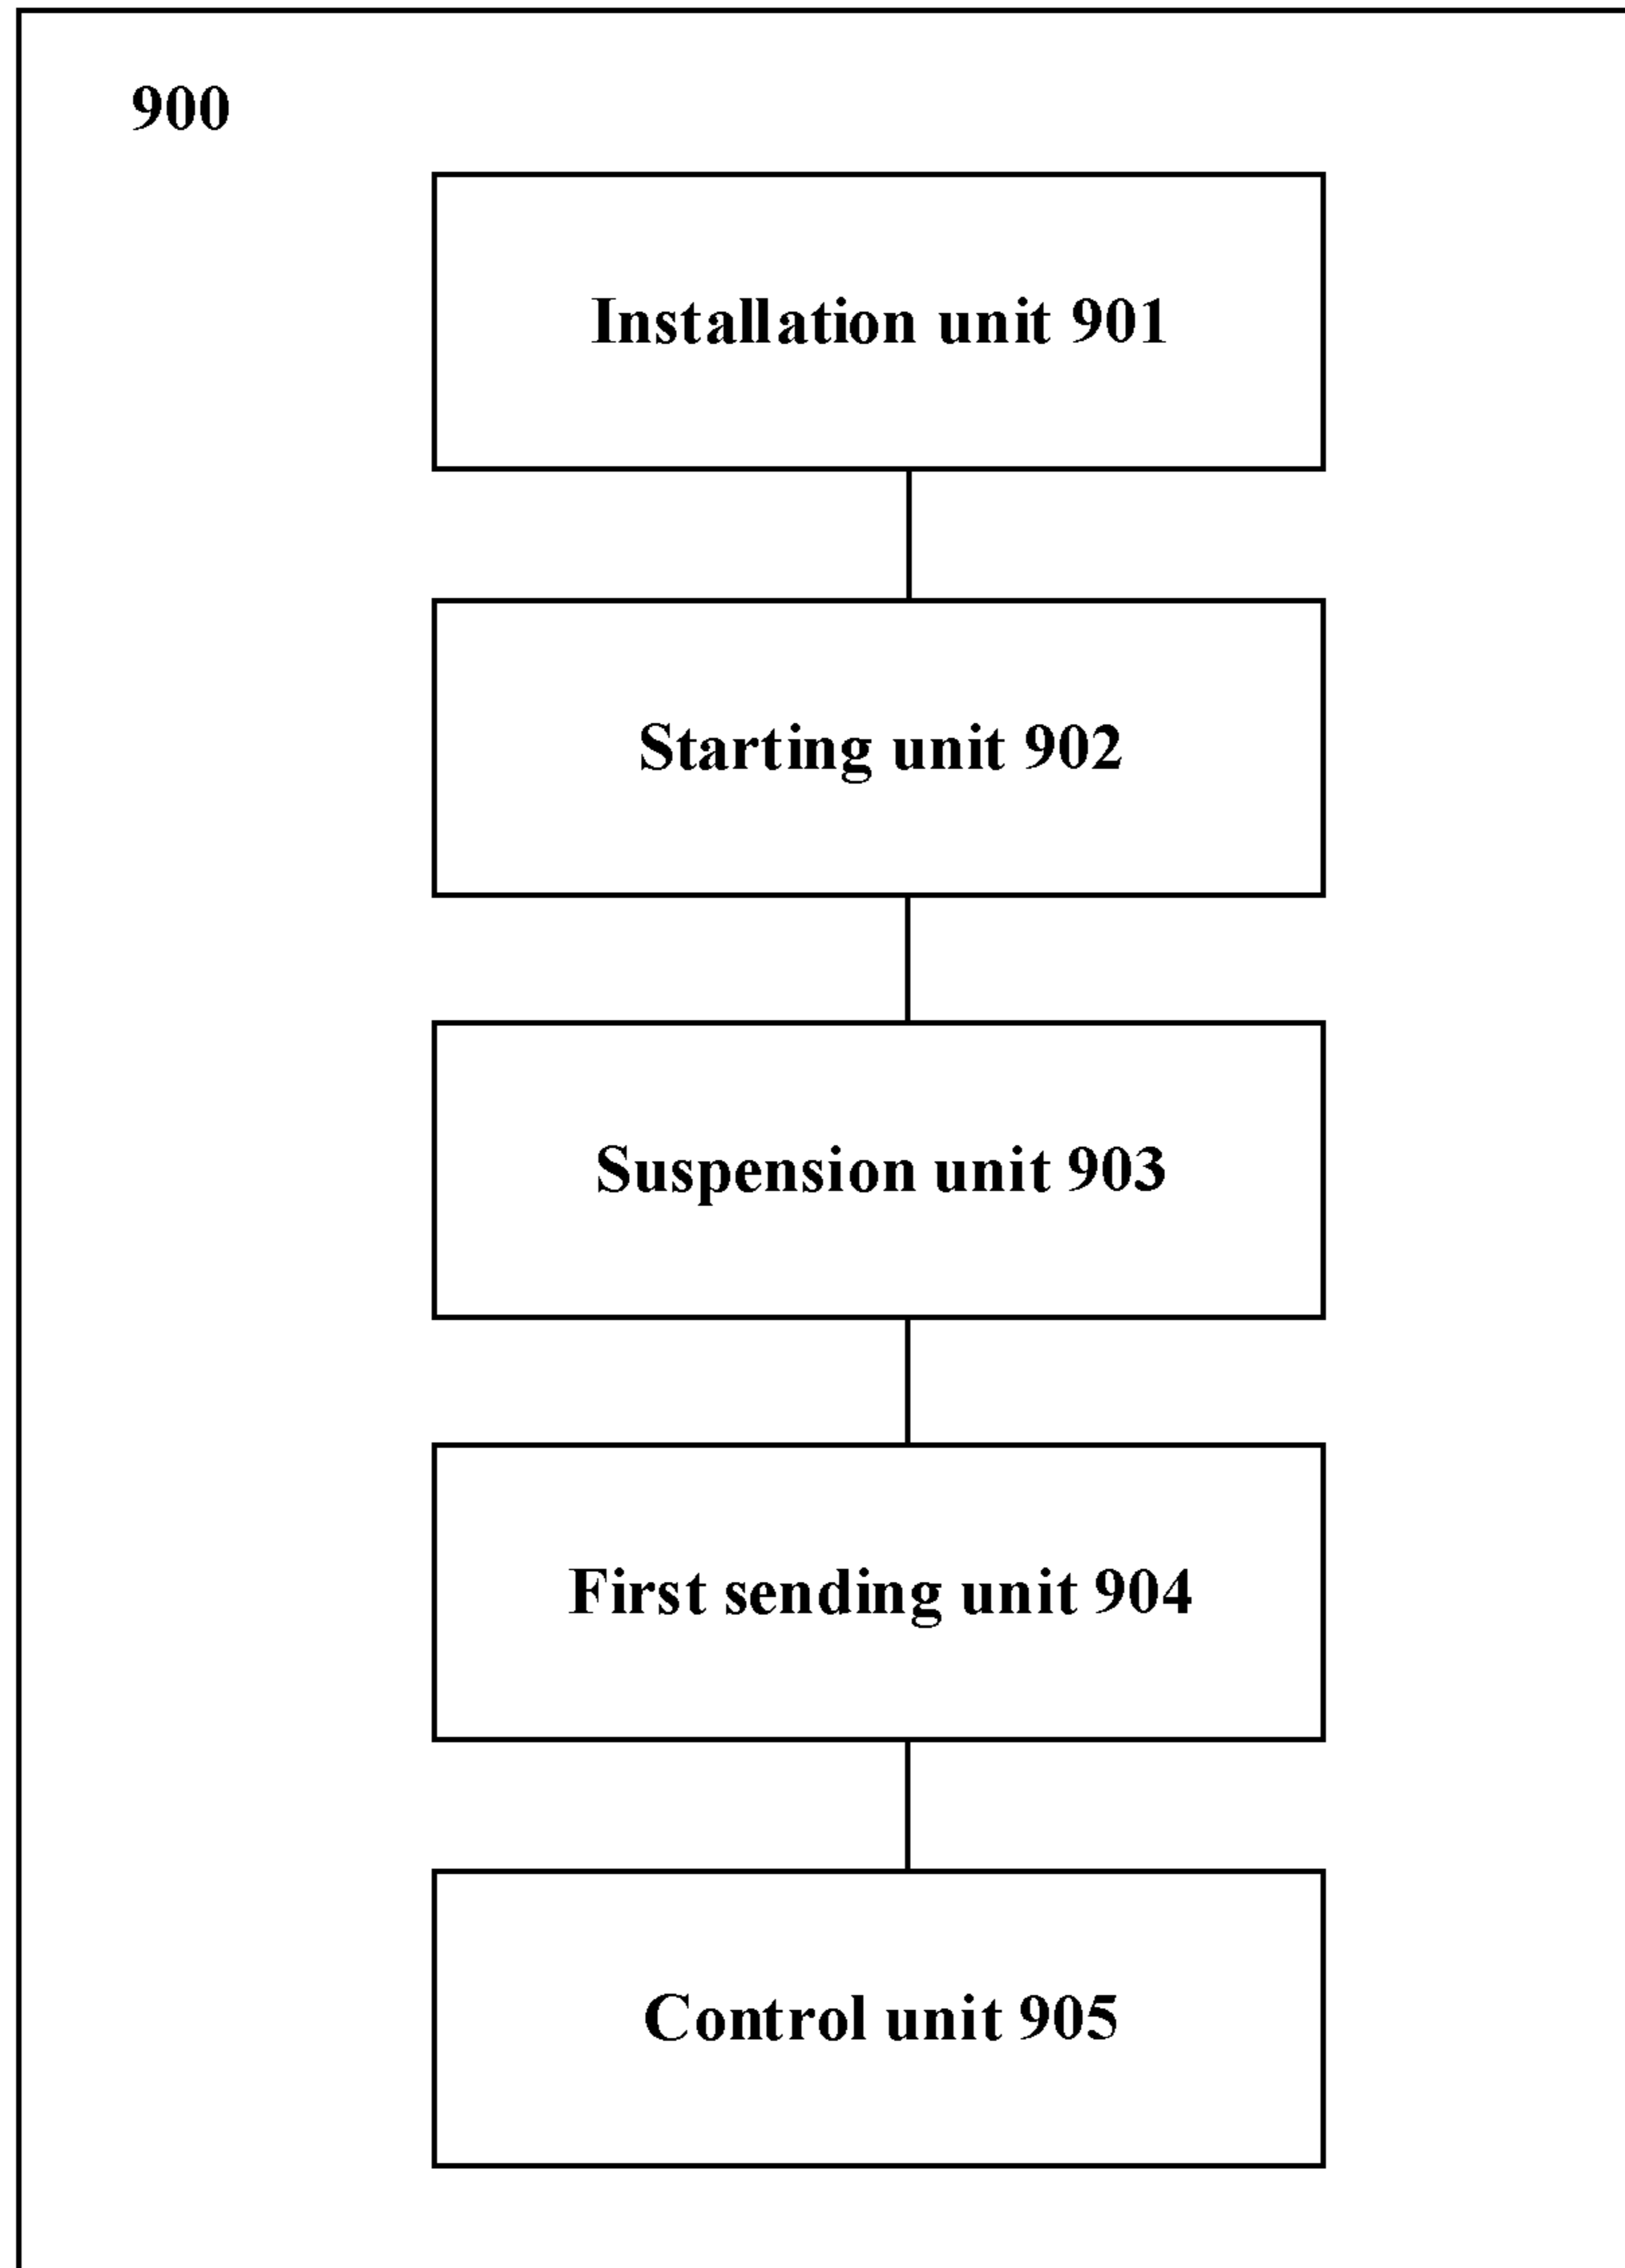 900
Installation unit 901
Starting unit 902
Suspension unit 903
First sending unit 904
Control unit 905